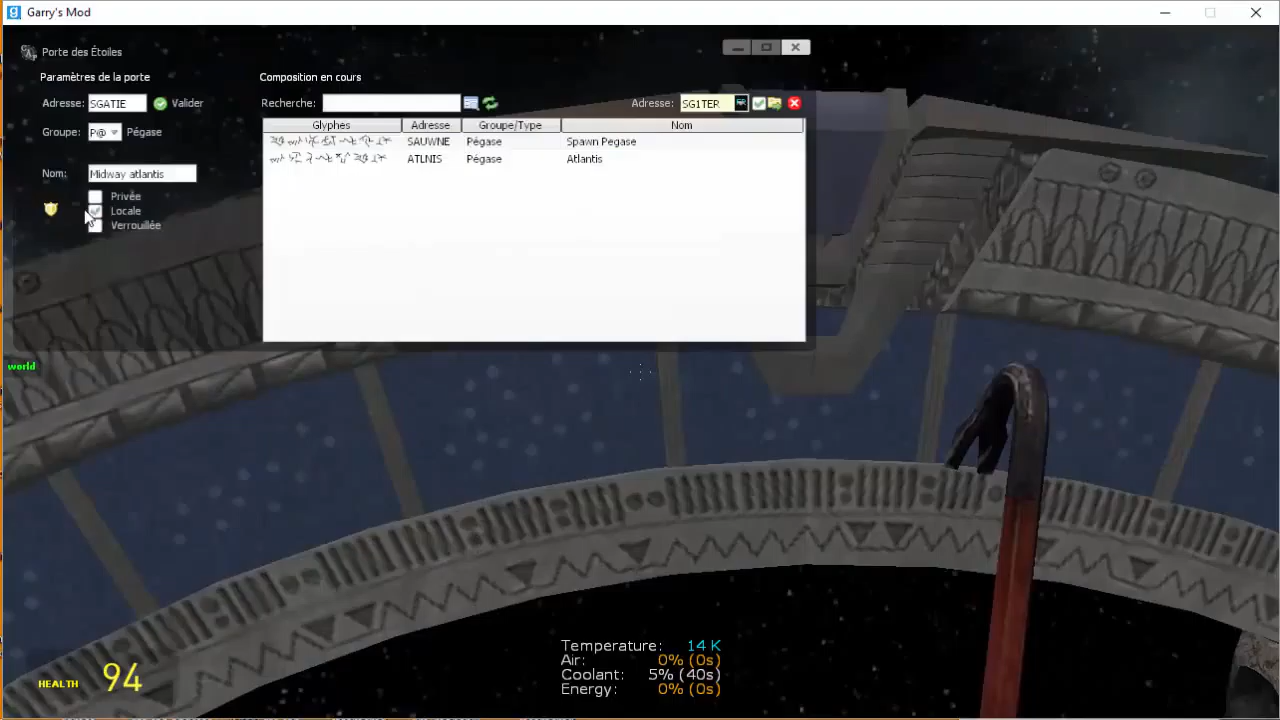 Garry's Mod
Porte des Étoiles
Paramètres de la porte
Adresse: SGATIE Valider
Groupe: P@ Pégase
Nom: Midway atlantis
Privée
Locale
Verrouillée
Composition en cours
Recherche: Adresse: SG1TER
Glyphes Adresse Groupe/Type Nom
SAUWNE Pégase Spawn Pegase
ATLNIS Pégase Atlantis
world
Temperature: 14 K
Air: 0% (0s)
Coolant: 5% (40s)
Energy: 0% (0s)
HEALTH 94